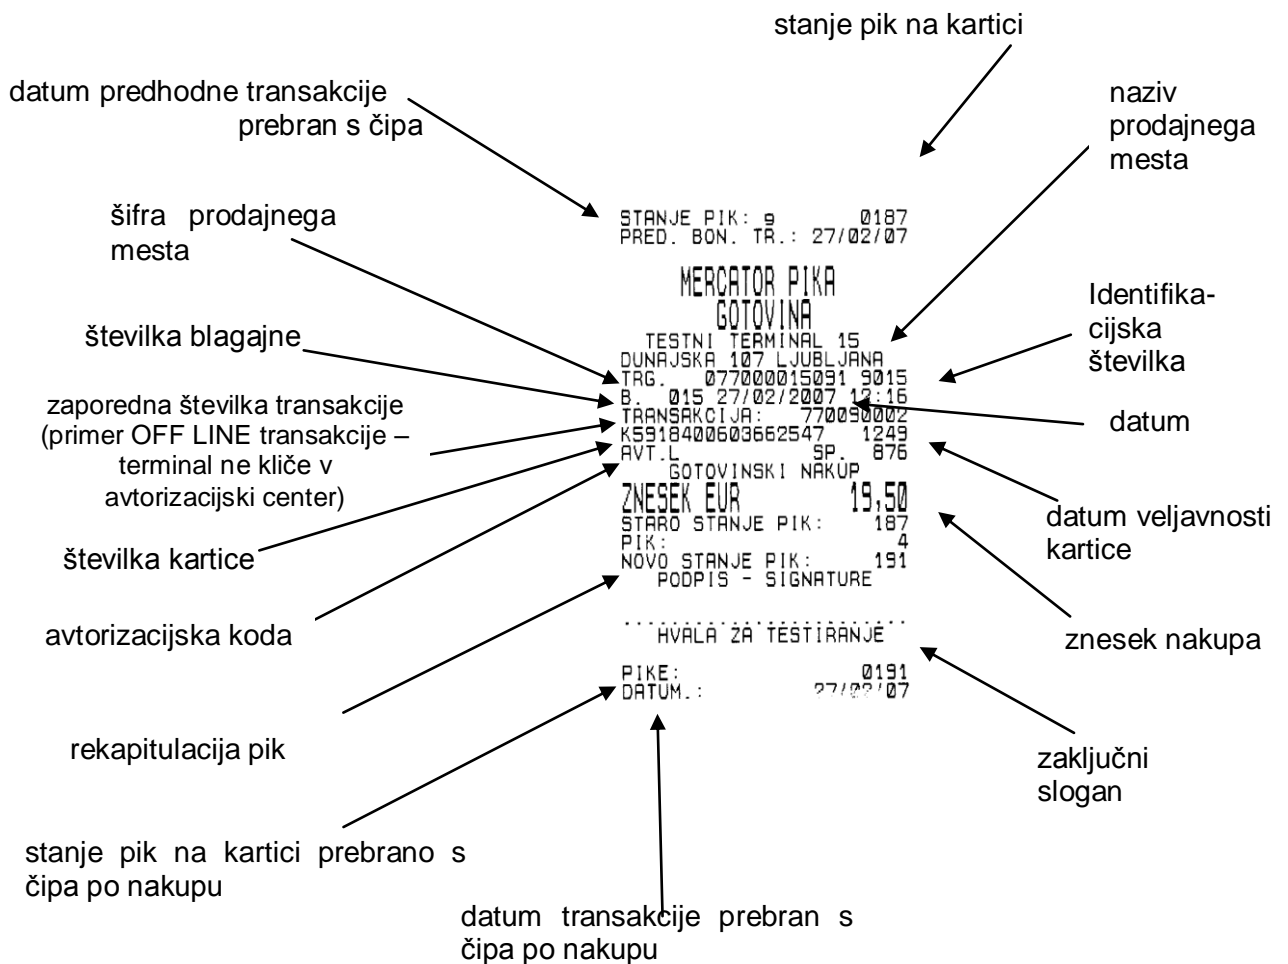 stanje pik na kartici
datum predhodne transakcije
prebran s čipa
naziv
prodajnega
mesta
šifra prodajnega
mesta
številka blagajne
zaporedna številka transakcije
(primer OFF LINE transakcije –
terminal ne kliče v
avtorizacijski center)
številka kartice
avtorizacijska koda
rekapitulacija pik
stanje pik na kartici prebrano s
čipa po nakupu
STANJE PIK: g 0187
PRED. BON. TR.: 27/02/07
MERCATOR PIKA
GOTOVINA
TESTNI TERMINAL 15
DUNAJSKA 107 LJUBLJANA
TRG. 077000015091 9015
B. 015 27/02/2007 12:16
TRANSAKCIJA: 770090002
K5918400603662547 1249
AVT.L SP. 876
GOTOVINSKI NAKUP
ZNESEK EUR 19,50
STARO STANJE PIK: 187
PIK: 4
NOVO STANJE PIK: 191
PODPIS - SIGNATURE
HVALA ZA TESTIRANJE
PIKE: 0191
DATUM.: 27/02/07
Identifika-
cijska
številka
datum
datum veljavnosti
kartice
znesek nakupa
zaključni
slogan
datum transakcije prebran s
čipa po nakupu